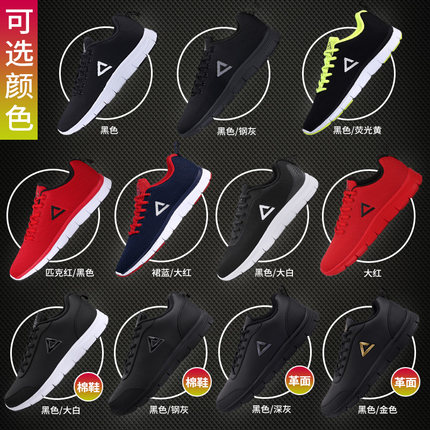 可选颜色
黑色
黑色/钢灰
黑色/荧光黄
匹克红/黑色
裙蓝/大红
黑色/大白
大红
棉鞋
棉鞋
革面
革面
黑色/大白
黑色/钢灰
黑色/深灰
黑色/金色